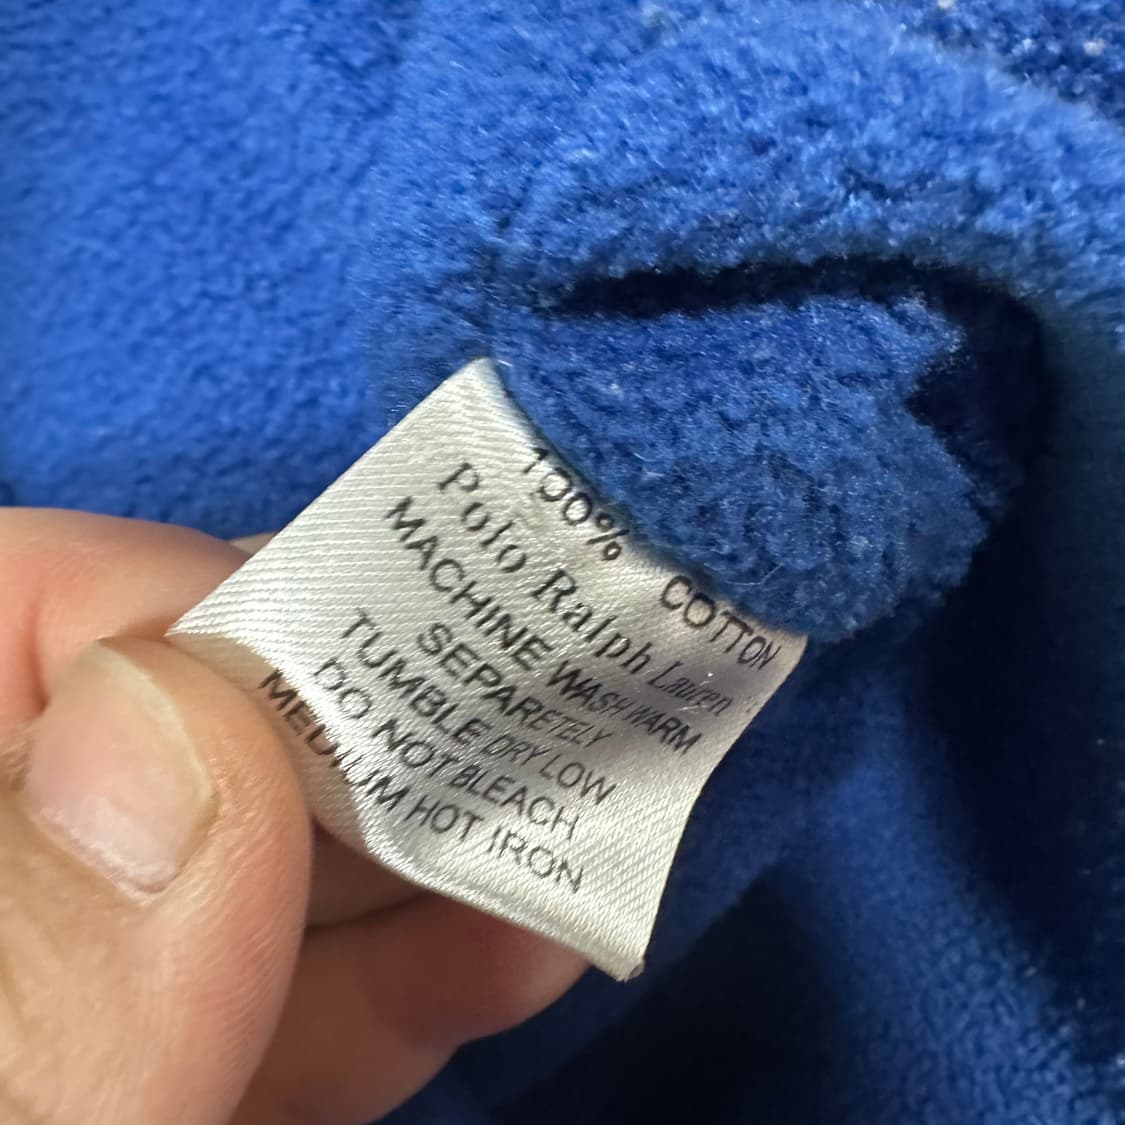 100% COTTON
Polo Ralph Lauren
MACHINE WASH WARM
SEPARETELY
TUMBLE DRY LOW
DO NOT BLEACH
MEDIUM HOT IRON